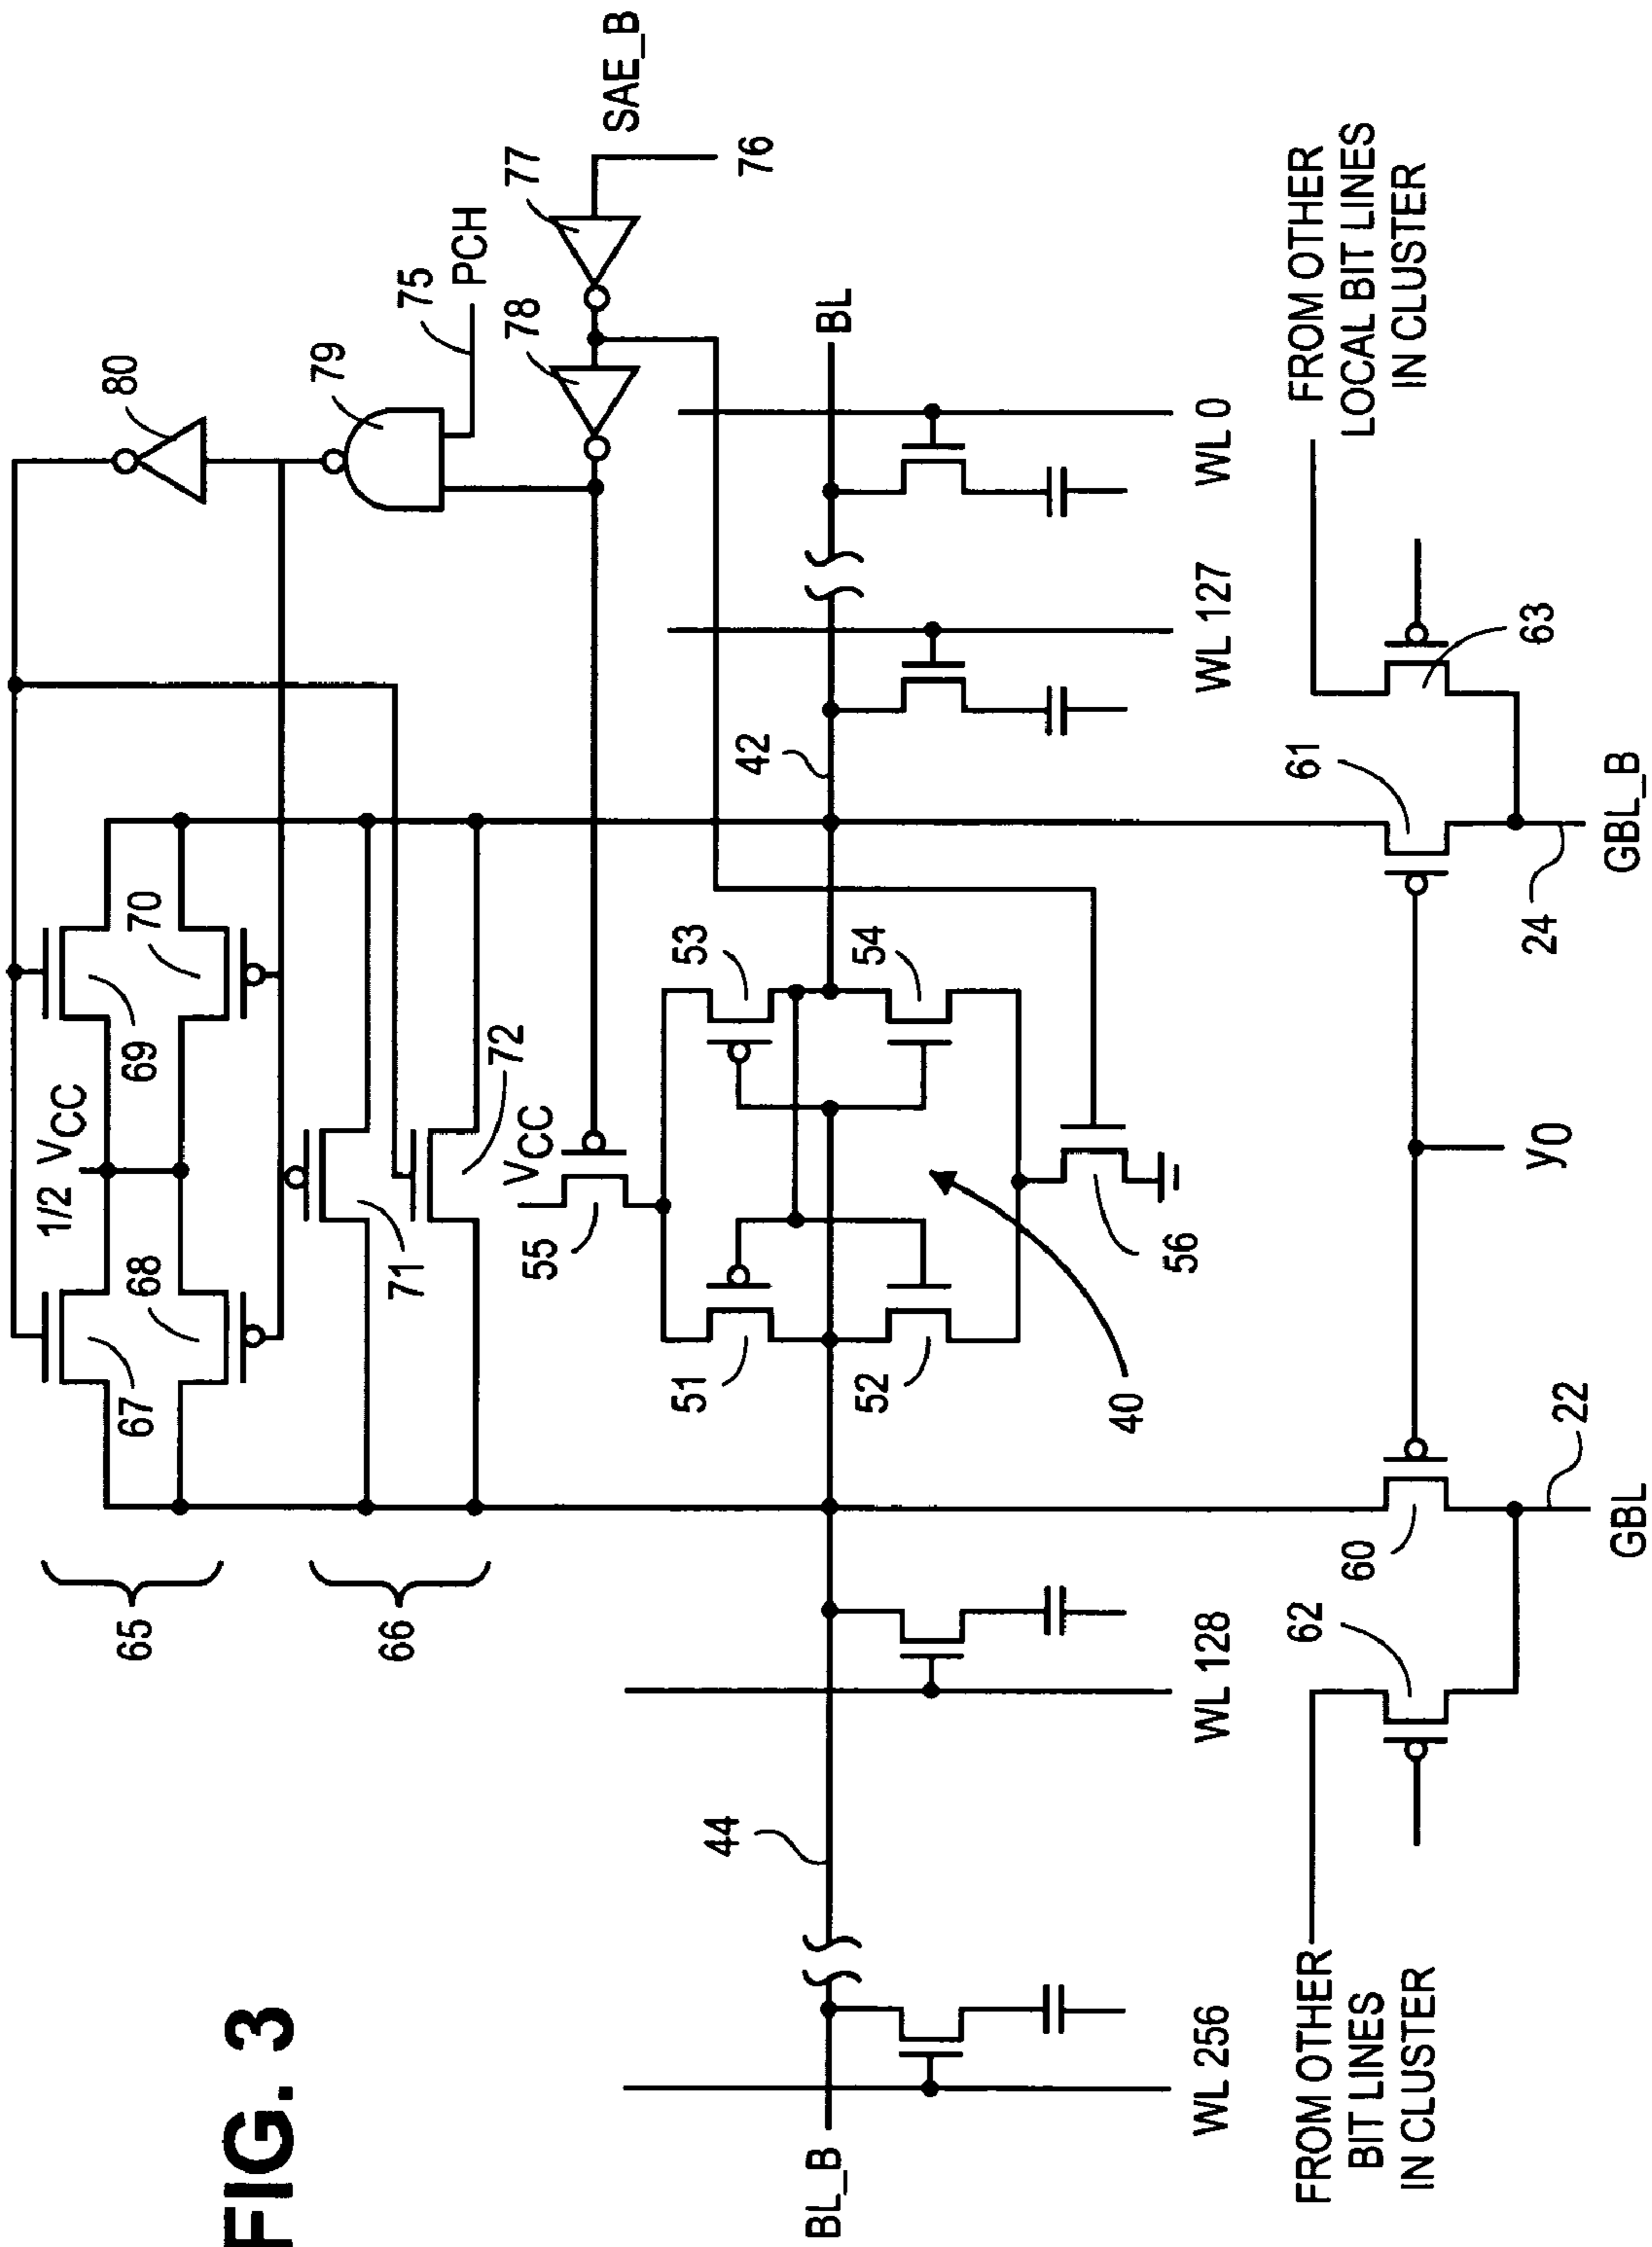 FIG. 3
65
66
67
68
1/2 VCC
69
70
71
72
80
79
75
PCH
78
77
SAE_B
76
55
VCC
51
52
53
54
40
56
BL_B
44
42
BL
WL 256
WL 128
WL 127
WL 0
FROM OTHER
BIT LINES
IN CLUSTER
62
60
22
GBL
y0
61
24
GBL_B
63
FROM OTHER
LOCAL BIT LINES
IN CLUSTER